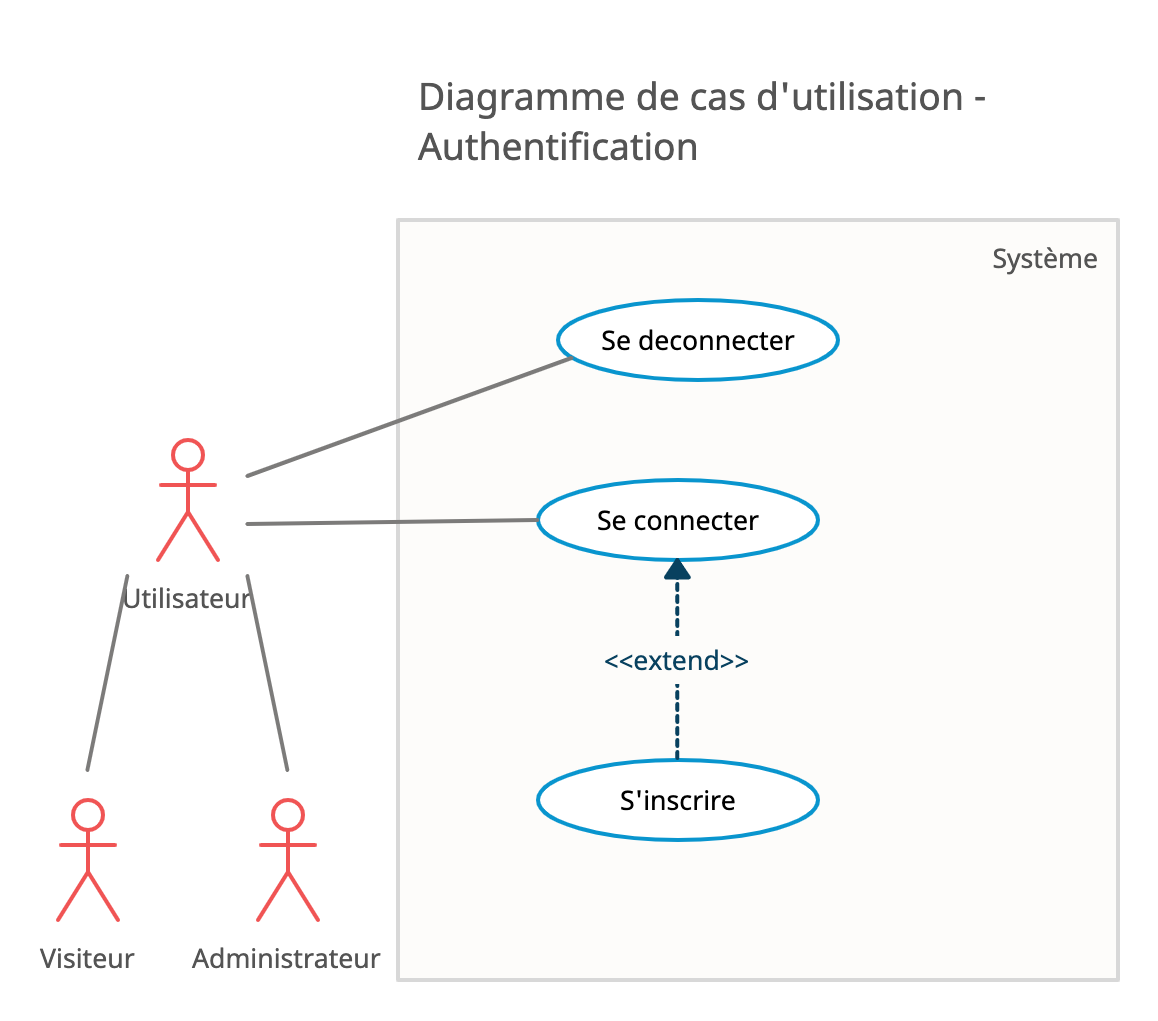 Diagramme de cas d'utilisation -
Authentification
Système
Se deconnecter
Se connecter
Utilisateur
<<extend>>
S'inscrire
Visiteur
Administrateur